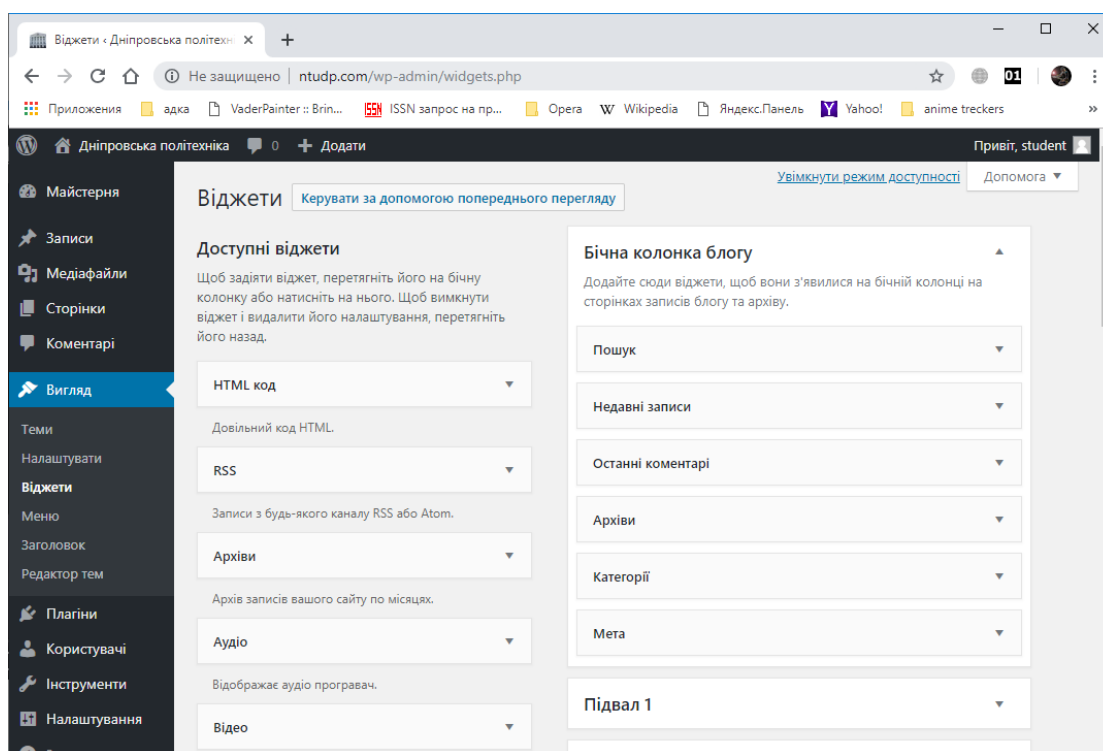 Віджети ‹ Дніпровська політехн
Не защищено | ntudp.com/wp-admin/widgets.php
01
Приложения адка VaderPainter :: Brin... ISSN ISSN запрос на пр... Opera W Wikipedia Яндекс.Панель Y Yahoo! anime treckers »
Дніпровська політехніка 0 + Додати Привіт, student
Увімкнути режим доступності Допомога
Майстерня
Записи
Медіафайли
Сторінки
Коментарі
Вигляд
Теми
Налаштувати
Віджети
Меню
Заголовок
Редактор тем
Плагіни
Користувачі
Інструменти
Налаштування
Віджети Керувати за допомогою попереднього перегляду
Доступні віджети
Щоб задіяти віджет, перетягніть його на бічну
колонку або натисніть на нього. Щоб вимкнути
віджет і видалити його налаштування, перетягніть
його назад.
HTML код
Довільний код HTML.
RSS
Записи з будь-якого каналу RSS або Atom.
Архіви
Архів записів вашого сайту по місяцях.
Аудіо
Відображає аудіо програвач.
Відео
Бічна колонка блогу
Додайте сюди віджети, щоб вони з'явилися на бічній колонці на
сторінках записів блогу та архіву.
Пошук
Недавні записи
Останні коментарі
Архіви
Категорії
Мета
Підвал 1